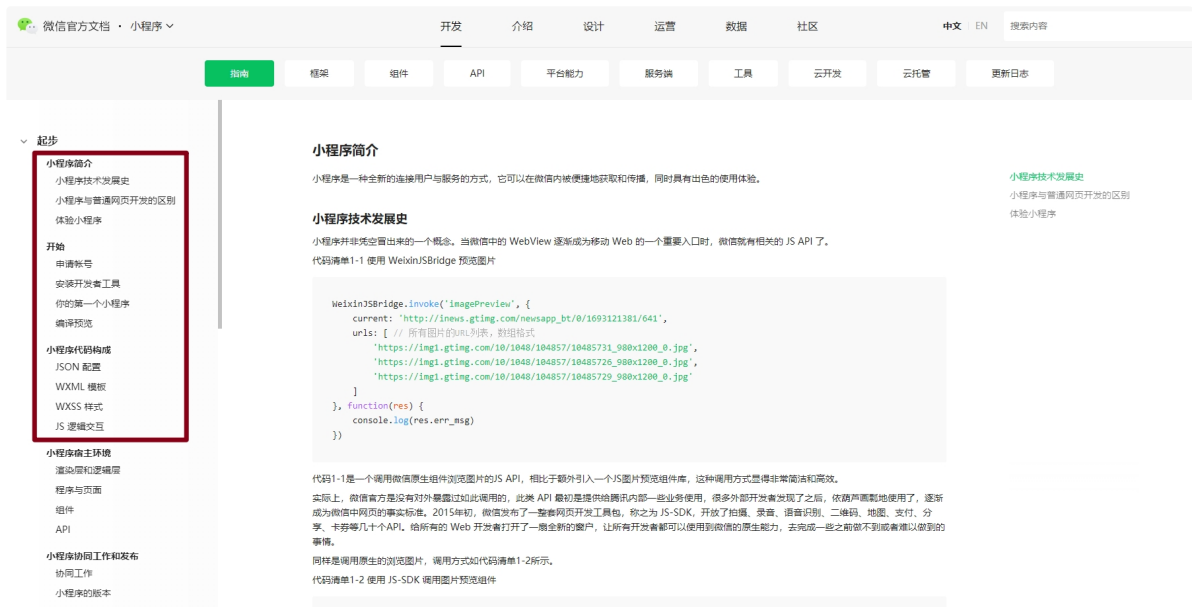 微信官方文档 · 小程序
开发 介绍 设计 运营 数据 社区
中文 EN 搜索内容
指南 框架 组件 API 平台能力 服务端 工具 云开发 云托管 更新日志
起步
小程序简介
小程序技术发展史
小程序与普通网页开发的区别
体验小程序
开始
申请帐号
安装开发者工具
你的第一个小程序
编译预览
小程序代码构成
JSON 配置
WXML 模板
WXSS 样式
JS 逻辑交互
小程序宿主环境
渲染层和逻辑层
程序与页面
组件
API
小程序协同工作和发布
协同工作
小程序的版本
小程序简介
小程序是一种全新的连接用户与服务的方式，它可以在微信内被便捷地获取和传播，同时具有出色的使用体验。
小程序技术发展史
小程序并非凭空冒出来的一个概念。当微信中的 WebView 逐渐成为移动 Web 的一个重要入口时，微信就有相关的 JS API 了。
代码清单1-1 使用 WeixinJSBridge 预览图片
WeixinJSBridge.invoke('imagePreview', {
current: 'http://inews.gtimg.com/newsapp_bt/0/1693121381/641',
urls: [ // 所有图片的URL列表，数组格式
'https://img1.gtimg.com/10/1048/104857/10485731_980x1200_0.jpg',
'https://img1.gtimg.com/10/1048/104857/10485726_980x1200_0.jpg',
'https://img1.gtimg.com/10/1048/104857/10485729_980x1200_0.jpg'
]
}, function(res) {
console.log(res.err_msg)
})
代码1-1是一个调用微信原生组件浏览图片的JS API，相比于额外引入一个JS图片预览组件库，这种调用方式显得非常简洁和高效。
实际上，微信官方是没有对外暴露过如此调用的，此类 API 最初是提供给腾讯内部一些业务使用，很多外部开发者发现了之后，依葫芦画瓢地使用了，逐渐
成为微信中网页的事实标准。2015年初，微信发布了一整套网页开发工具包，称之为 JS-SDK，开放了拍摄、录音、语音识别、二维码、地图、支付、分
享、卡券等几十个API。给所有的 Web 开发者打开了一扇全新的窗户，让所有开发者都可以使用到微信的原生能力，去完成一些之前做不到或者难以做到的
事情。
同样是调用原生的浏览图片，调用方式如代码清单1-2所示。
代码清单1-2 使用 JS-SDK 调用图片预览组件
小程序技术发展史
小程序与普通网页开发的区别
体验小程序